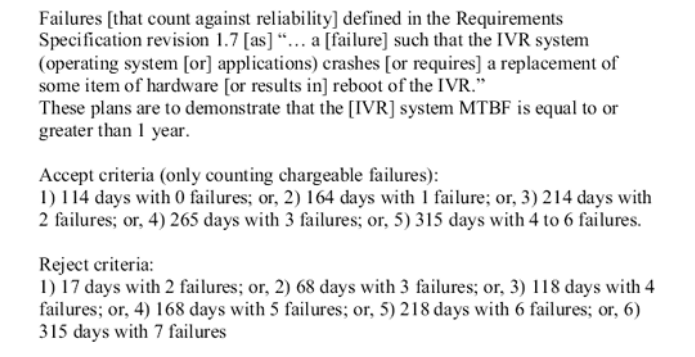 Failures [that count against reliability] defined in the Requirements
Specification revision 1.7 [as] “… a [failure] such that the IVR system
(operating system [or] applications) crashes [or requires] a replacement of
some item of hardware [or results in] reboot of the IVR.”
These plans are to demonstrate that the [IVR] system MTBF is equal to or
greater than 1 year.
Accept criteria (only counting chargeable failures):
1) 114 days with 0 failures; or, 2) 164 days with 1 failure; or, 3) 214 days with
2 failures; or, 4) 265 days with 3 failures; or, 5) 315 days with 4 to 6 failures.
Reject criteria:
1) 17 days with 2 failures; or, 2) 68 days with 3 failures; or, 3) 118 days with 4
failures; or, 4) 168 days with 5 failures; or, 5) 218 days with 6 failures; or, 6)
315 days with 7 failures